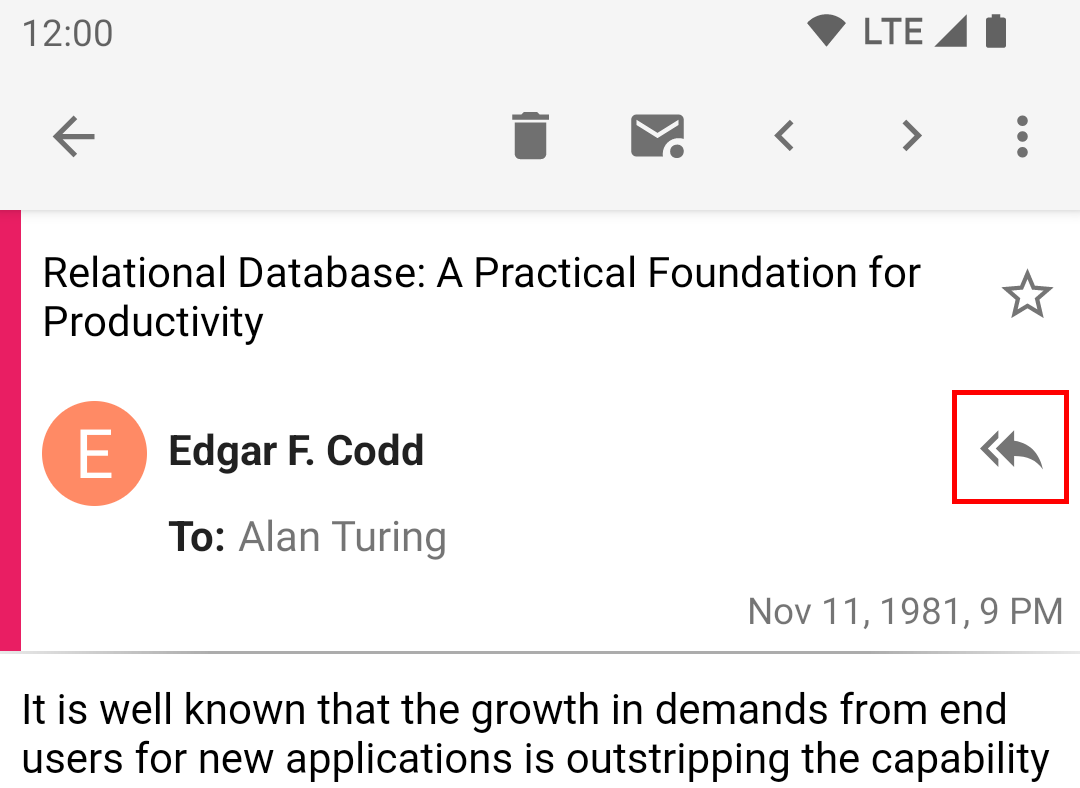 12:00 LTE
Relational Database: A Practical Foundation for
Productivity
E
Edgar F. Codd
To: Alan Turing
Nov 11, 1981, 9 PM
It is well known that the growth in demands from end
users for new applications is outstripping the capability